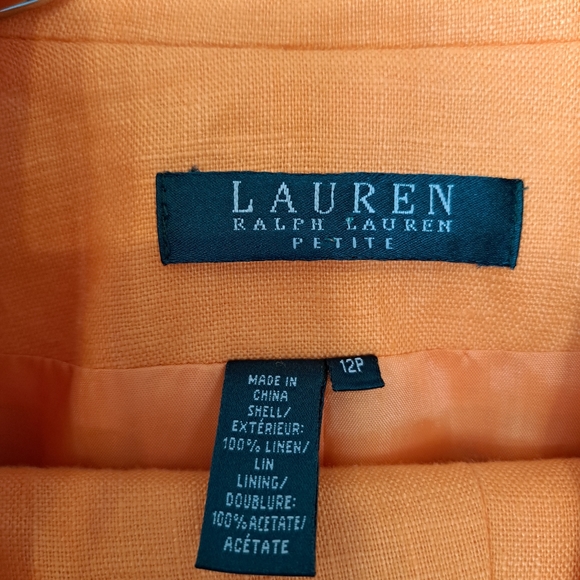 LAUREN
RALPH LAUREN
PETITE
12P
MADE IN
CHINA
SHELL/
EXTÉRIEUR:
100% LINEN/
LIN
LINING/
DOUBLURE:
100% ACETATE/
ACÉTATE